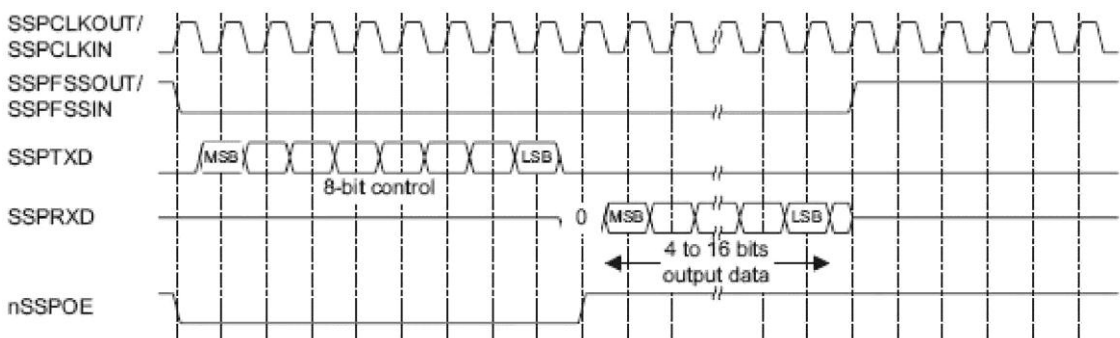 SSPCLKOUT/
SSPCLKIN
SSPFSSOUT/
SSPFSSIN
SSPTXD
MSB
LSB
8-bit control
SSPRXD
0
MSB
LSB
4 to 16 bits
output data
nSSPOE